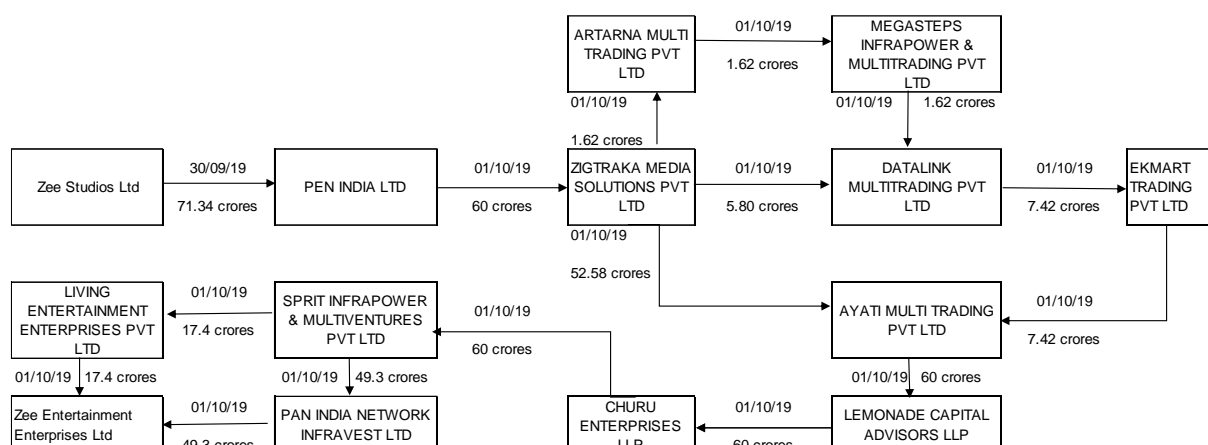 ARTARNA MULTI
TRADING PVT
LTD
01/10/19
1.62 crores
MEGASTEPS
INFRAPOWER &
MULTITRADING PVT
LTD
01/10/19
1.62 crores
01/10/19
1.62 crores
Zee Studios Ltd
30/09/19
71.34 crores
PEN INDIA LTD
01/10/19
60 crores
ZIGTRAKA MEDIA
SOLUTIONS PVT
LTD
01/10/19
5.80 crores
DATALINK
MULTITRADING PVT
LTD
01/10/19
7.42 crores
EKMART
TRADING
PVT LTD
01/10/19
52.58 crores
LIVING
ENTERTAINMENT
ENTERPRISES PVT
LTD
01/10/19
17.4 crores
SPRIT INFRAPOWER
& MULTIVENTURES
PVT LTD
01/10/19
60 crores
AYATI MULTI TRADING
PVT LTD
01/10/19
7.42 crores
01/10/19
17.4 crores
01/10/19
49.3 crores
01/10/19
60 crores
Zee Entertainment
Enterprises Ltd
01/10/19
49.3 crores
PAN INDIA NETWORK
INFRAVEST LTD
CHURU
ENTERPRISES
LLP
01/10/19
60 crores
LEMONADE CAPITAL
ADVISORS LLP